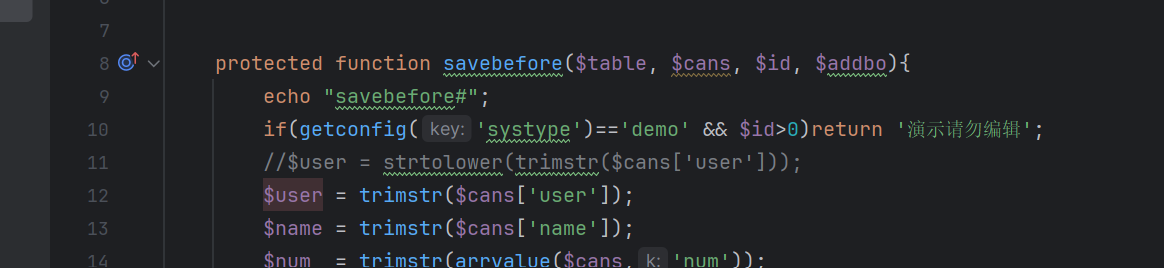 7
8 protected function savebefore($table, $cans, $id, $addbo){
9 echo "savebefore#";
10 if(getconfig( key: 'systype')=='demo' && $id>0)return '演示请勿编辑';
11 //$user = strtolower(trimstr($cans['user']));
12 $user = trimstr($cans['user']);
13 $name = trimstr($cans['name']);
14 $num = trimstr(arrvalue($cans, k: 'num'));